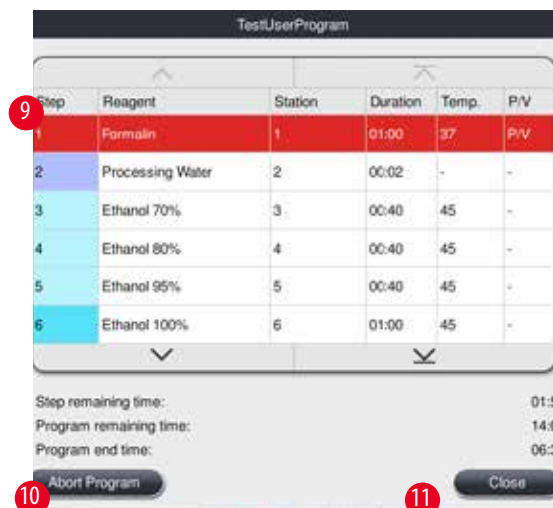 TestUserProgram
9
Step Reagent Station Duration Temp. P/V
1 Formalin 1 01:00 37 P/V
2 Processing Water 2 00:02 - -
3 Ethanol 70% 3 00:40 45 -
4 Ethanol 80% 4 00:40 45 -
5 Ethanol 95% 5 00:40 45 -
6 Ethanol 100% 6 01:00 45 -
Step remaining time:
Program remaining time:
Program end time:
Abort Program Close
10 11